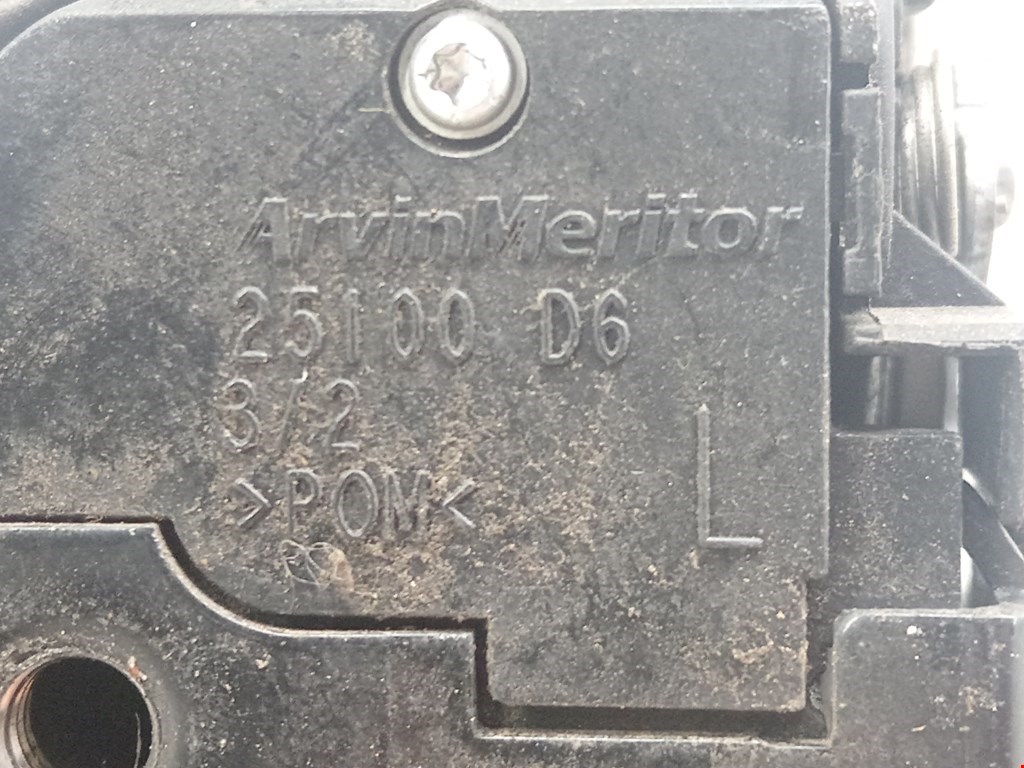 ArvinMeritor
25100 D6
3/2
>POM<
L